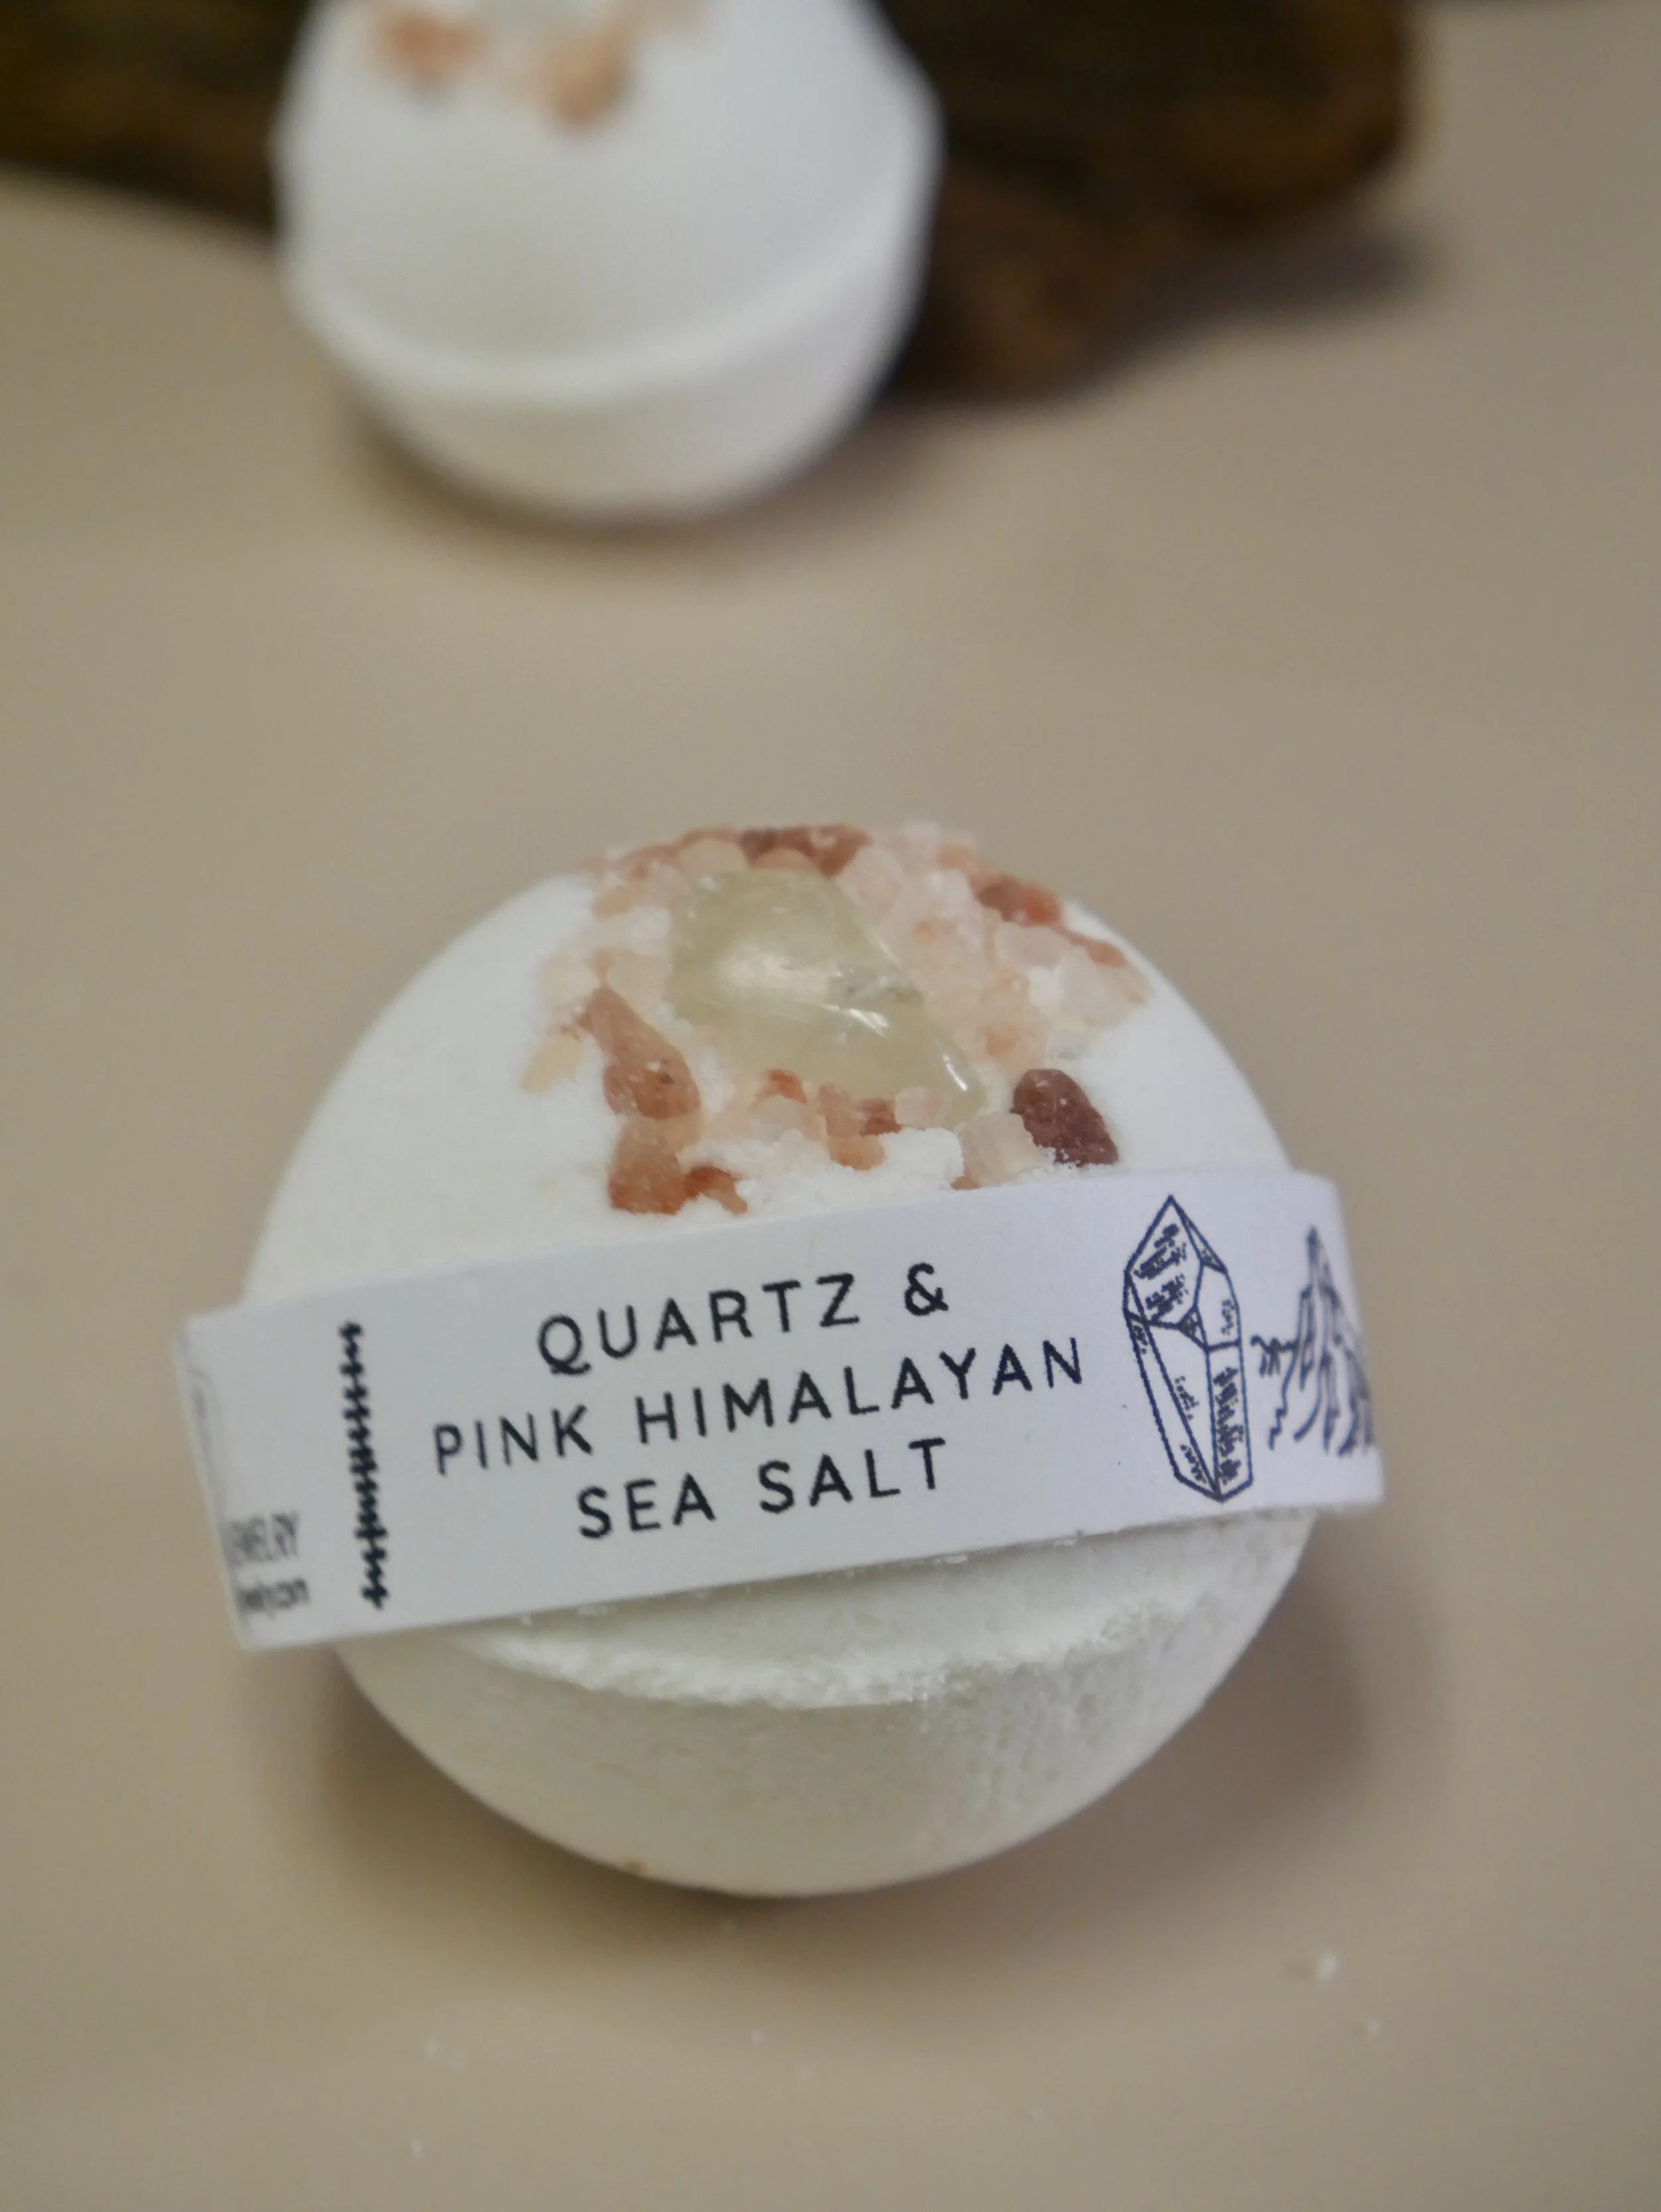 QUARTZ &
PINK HIMALAYAN
SEA SALT